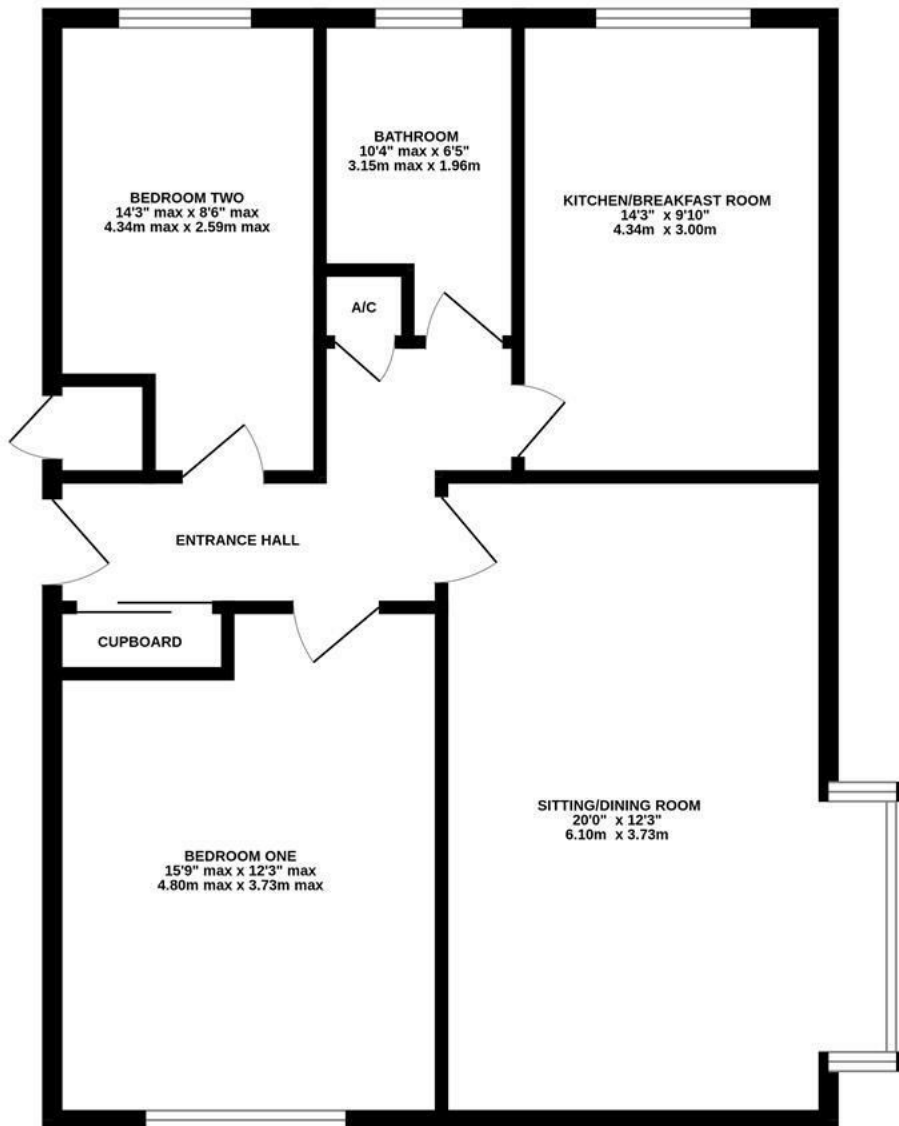 BATHROOM
10'4" max x 6'5"
3.15m max x 1.96m
BEDROOM TWO
14'3" max x 8'6" max
4.34m max x 2.59m max
KITCHEN/BREAKFAST ROOM
14'3" x 9'10"
4.34m x 3.00m
A/C
ENTRANCE HALL
CUPBOARD
SITTING/DINING ROOM
20'0" x 12'3"
6.10m x 3.73m
BEDROOM ONE
15'9" max x 12'3" max
4.80m max x 3.73m max